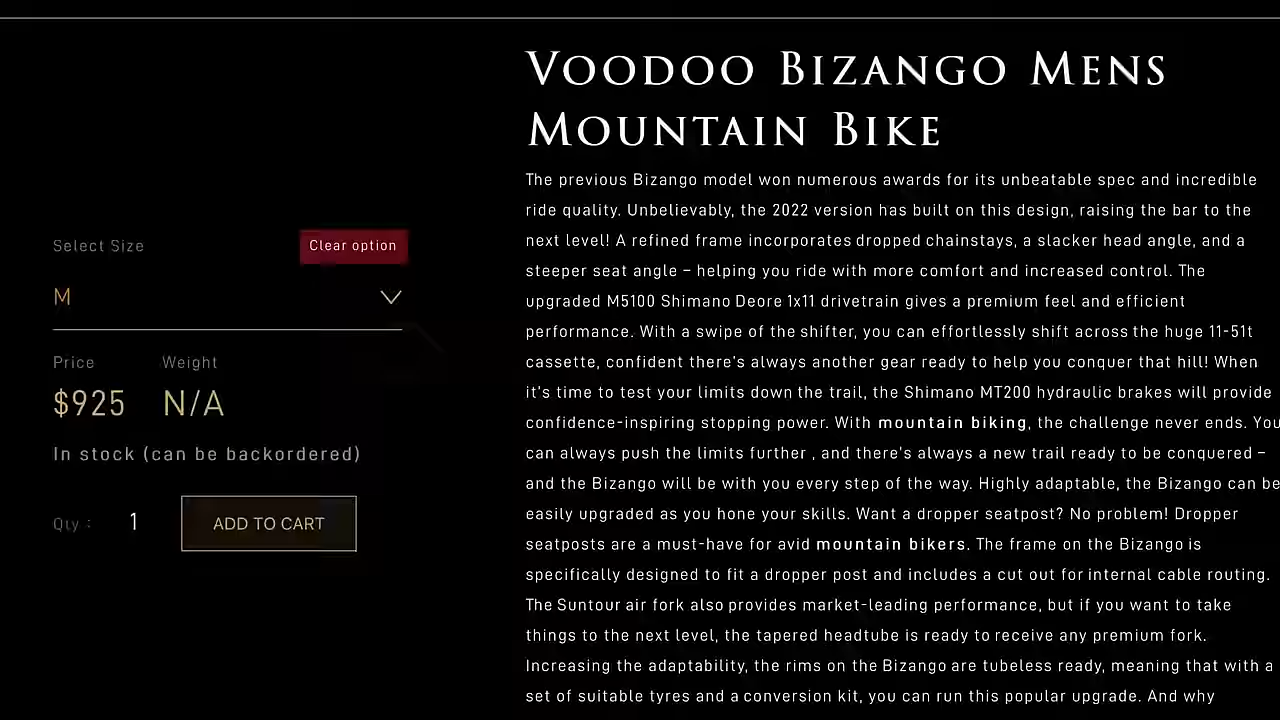 Select Size
Clear option
M
Price
Weight
$925
N/A
In stock (can be backordered)
Qty :
1
ADD TO CART
VOODOO BIZANGO MENS
MOUNTAIN BIKE
The previous Bizango model won numerous awards for its unbeatable spec and incredible
ride quality. Unbelievably, the 2022 version has built on this design, raising the bar to the
next level! A refined frame incorporates dropped chainstays, a slacker head angle, and a
steeper seat angle – helping you ride with more comfort and increased control. The
upgraded M5100 Shimano Deore 1x11 drivetrain gives a premium feel and efficient
performance. With a swipe of the shifter, you can effortlessly shift across the huge 11-51t
cassette, confident there's always another gear ready to help you conquer that hill! When
it's time to test your limits down the trail, the Shimano MT200 hydraulic brakes will provide
confidence-inspiring stopping power. With mountain biking, the challenge never ends. You
can always push the limits further , and there's always a new trail ready to be conquered –
and the Bizango will be with you every step of the way. Highly adaptable, the Bizango can be
easily upgraded as you hone your skills. Want a dropper seatpost? No problem! Dropper
seatposts are a must-have for avid mountain bikers. The frame on the Bizango is
specifically designed to fit a dropper post and includes a cut out for internal cable routing.
The Suntour air fork also provides market-leading performance, but if you want to take
things to the next level, the tapered headtube is ready to receive any premium fork.
Increasing the adaptability, the rims on the Bizango are tubeless ready, meaning that with a
set of suitable tyres and a conversion kit, you can run this popular upgrade. And why